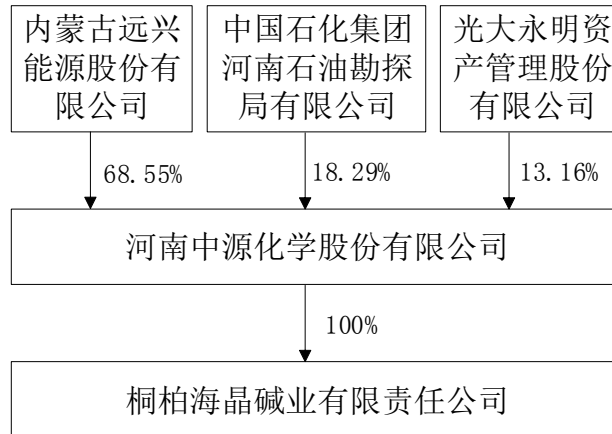 内蒙古远兴
能源股份有
限公司
中国石化集团
河南石油勘探
局有限公司
光大永明资
产管理股份
有限公司
68.55%
18.29%
13.16%
河南中源化学股份有限公司
100%
桐柏海晶碱业有限责任公司